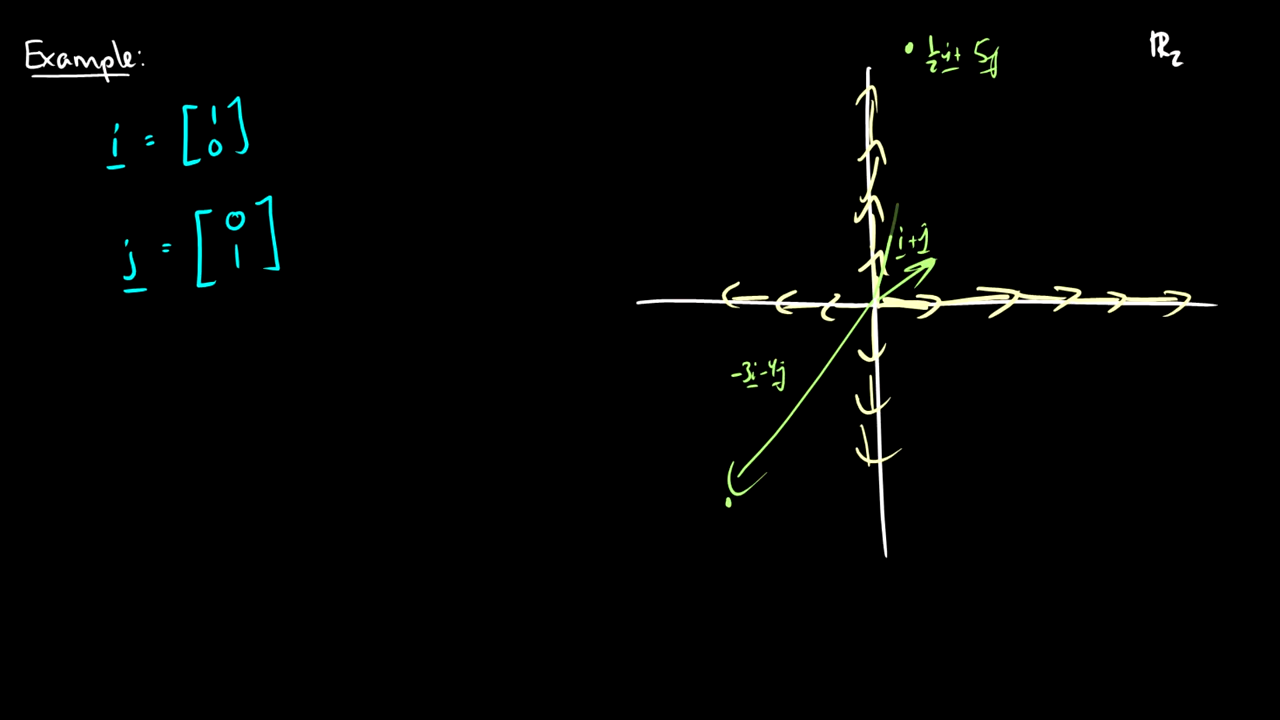 Example:
i = [1 0]
j = [0 1]
½i + 5j
ℝ₂
i+j
-3i-4j